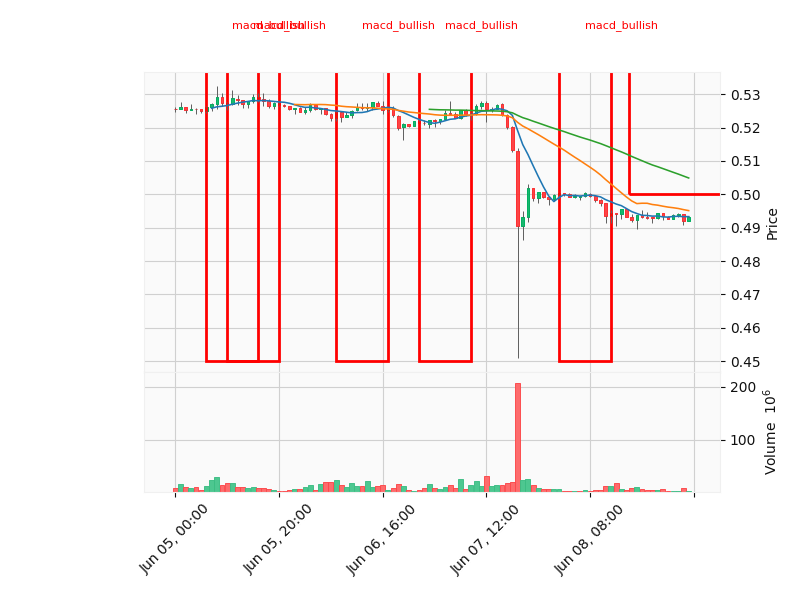 macd_bullish
macd_bullish
macd_bullish
macd_bullish
macd_bullish
0.53
0.52
0.51
0.50
0.49
0.48
0.47
0.46
0.45
Price
200
100
Volume 10^6
Jun 05, 00:00
Jun 05, 20:00
Jun 06, 16:00
Jun 07, 12:00
Jun 08, 08:00